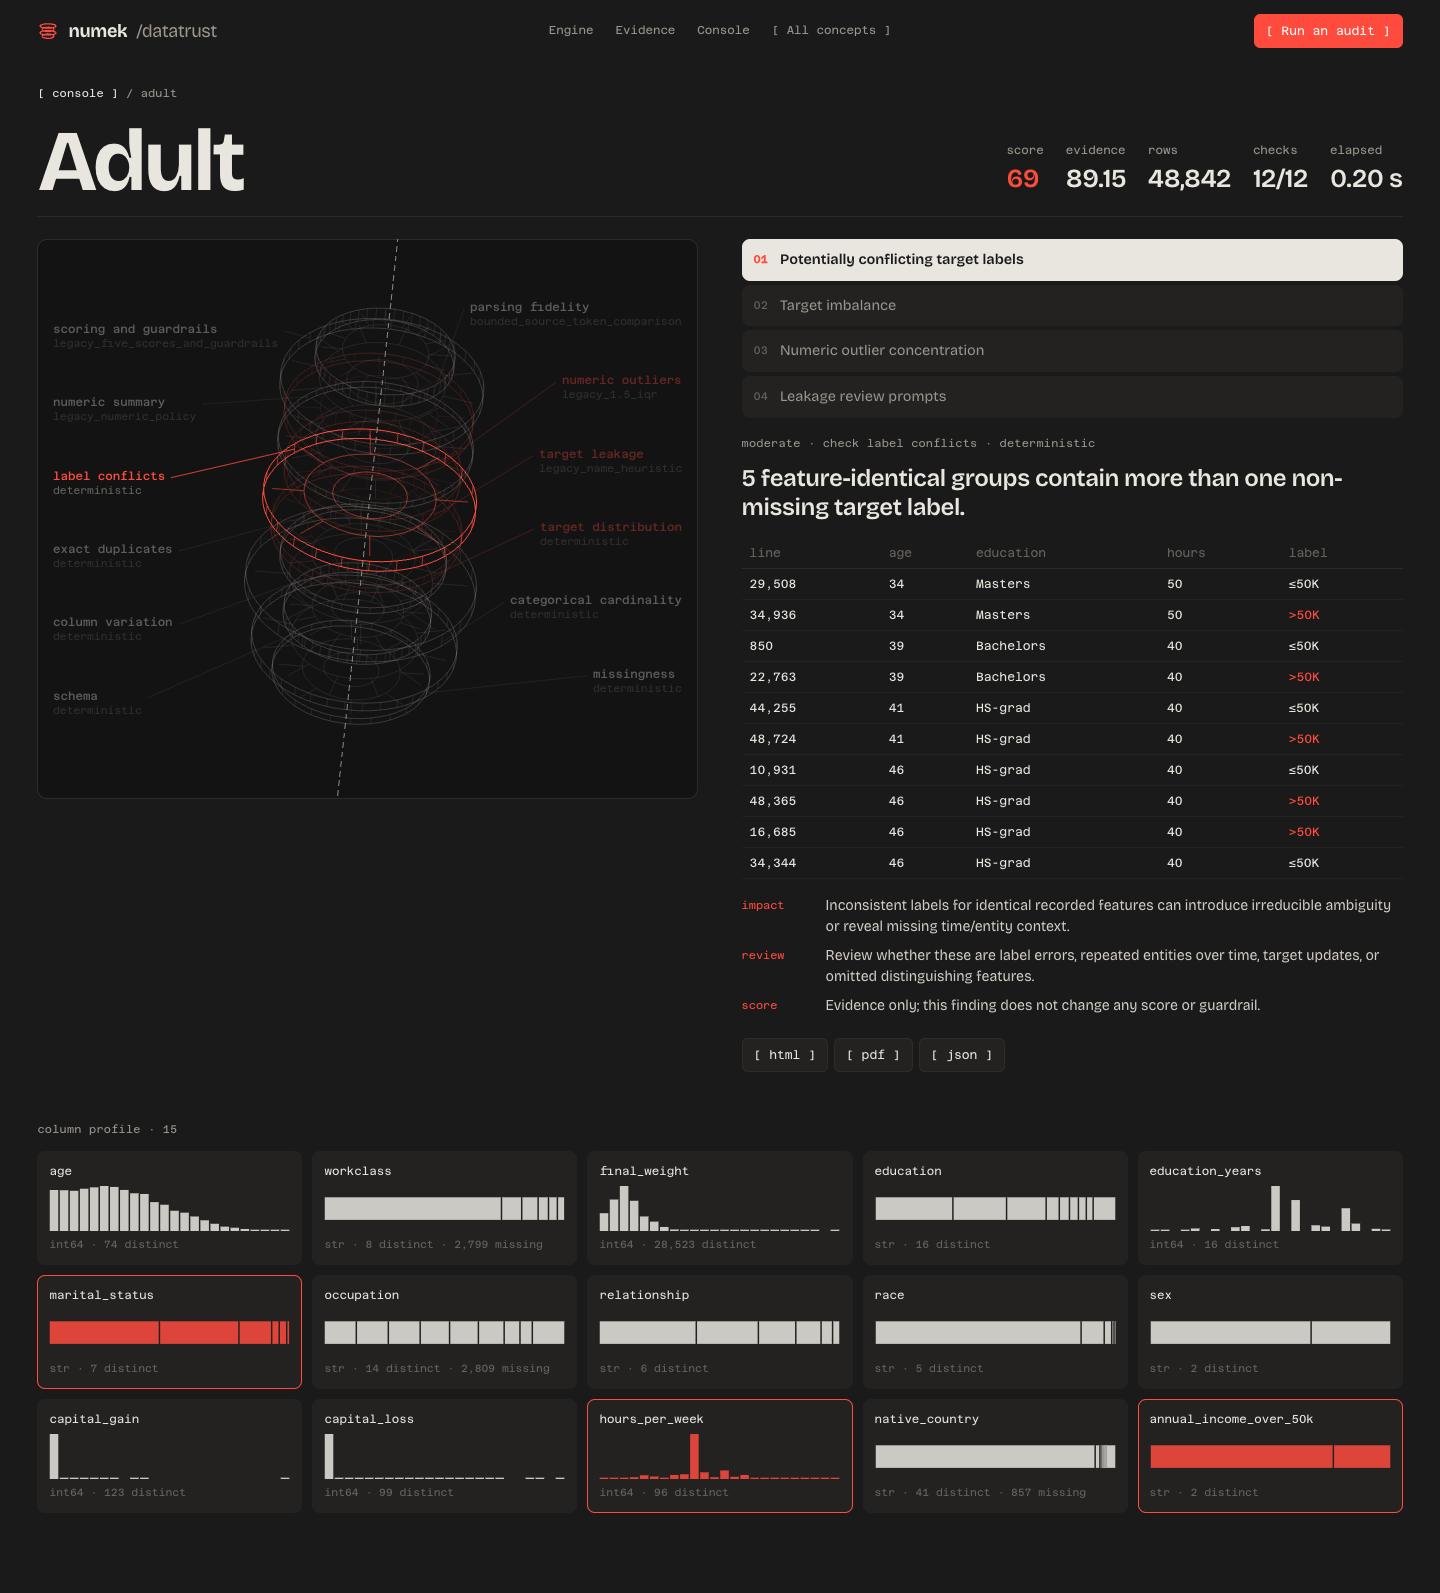 numek /datatrust
Engine Evidence Console [ All concepts ]
[ Run an audit ]
[ console ] / adult
Adult
score evidence rows checks elapsed
69 89.15 48,842 12/12 0.20 s
parsing fidelity
bounded_source_token_comparison
scoring and guardrails
legacy_five_scores_and_guardrails
numeric outliers
legacy_1.5_iqr
numeric summary
legacy_numeric_policy
target leakage
legacy_name_heuristic
label conflicts
deterministic
target distribution
deterministic
exact duplicates
deterministic
categorical cardinality
deterministic
column variation
deterministic
missingness
deterministic
schema
deterministic
01 Potentially conflicting target labels
02 Target imbalance
03 Numeric outlier concentration
04 Leakage review prompts
moderate · check label conflicts · deterministic
5 feature-identical groups contain more than one non-
missing target label.
line age education hours label
29,508 34 Masters 50 ≤50K
34,936 34 Masters 50 >50K
850 39 Bachelors 40 ≤50K
22,763 39 Bachelors 40 >50K
44,255 41 HS-grad 40 ≤50K
48,724 41 HS-grad 40 >50K
10,931 46 HS-grad 40 ≤50K
48,365 46 HS-grad 40 >50K
16,685 46 HS-grad 40 >50K
34,344 46 HS-grad 40 ≤50K
impact Inconsistent labels for identical recorded features can introduce irreducible ambiguity
or reveal missing time/entity context.
review Review whether these are label errors, repeated entities over time, target updates, or
omitted distinguishing features.
score Evidence only; this finding does not change any score or guardrail.
[ html ] [ pdf ] [ json ]
column profile · 15
age
int64 · 74 distinct
workclass
str · 8 distinct · 2,799 missing
final_weight
int64 · 28,523 distinct
education
str · 16 distinct
education_years
int64 · 16 distinct
marital_status
str · 7 distinct
occupation
str · 14 distinct · 2,809 missing
relationship
str · 6 distinct
race
str · 5 distinct
sex
str · 2 distinct
capital_gain
int64 · 123 distinct
capital_loss
int64 · 99 distinct
hours_per_week
int64 · 96 distinct
native_country
str · 41 distinct · 857 missing
annual_income_over_50k
str · 2 distinct